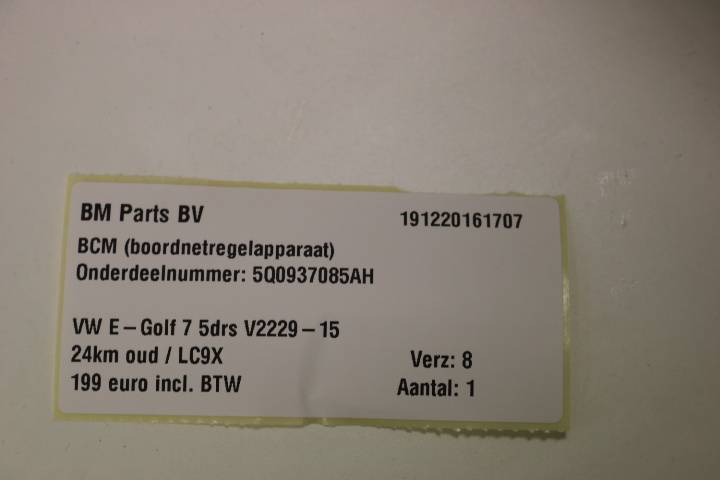 BM Parts BV 191220161707
BCM (boordnetregelapparaat)
Onderdeelnummer: 5Q0937085AH
VW E-Golf 7 5drs V2229-15
24km oud / LC9X Verz: 8
199 euro incl. BTW Aantal: 1